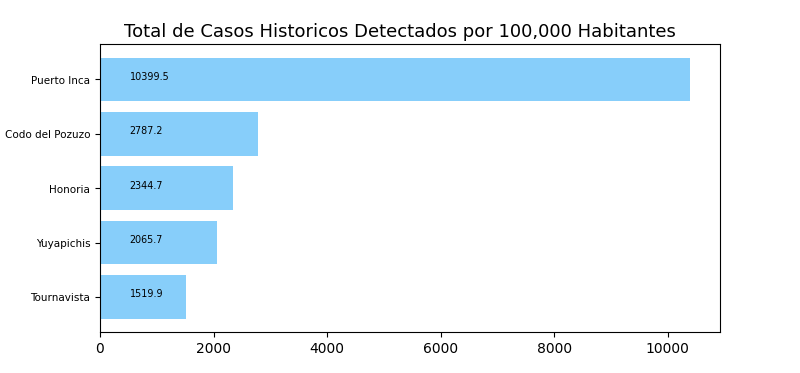 Total de Casos Historicos Detectados por 100,000 Habitantes
Puerto Inca 10399.5
Codo del Pozuzo 2787.2
Honoria 2344.7
Yuyapichis 2065.7
Tournavista 1519.9
0 2000 4000 6000 8000 10000